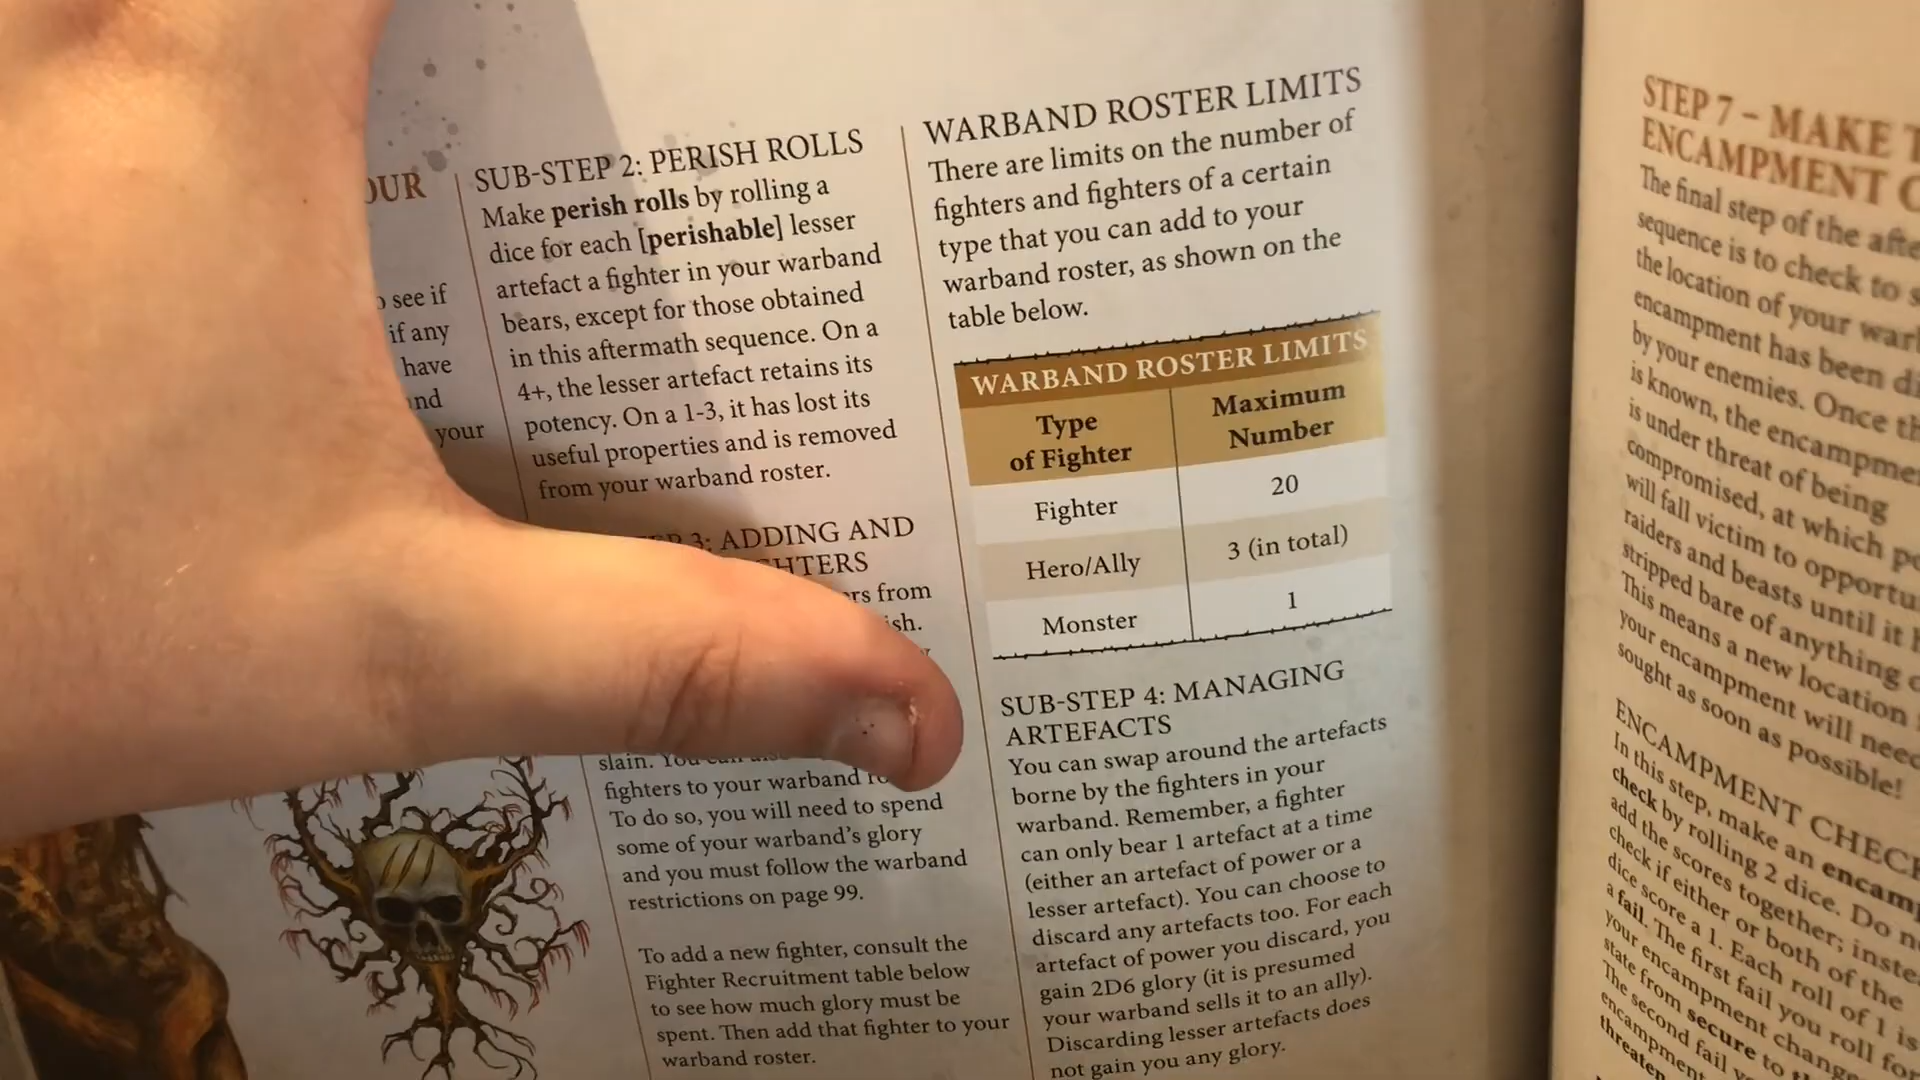 OUR
o see if
if any
have
nd
your
SUB-STEP 2: PERISH ROLLS
Make perish rolls by rolling a
dice for each [perishable] lesser
artefact a fighter in your warband
bears, except for those obtained
in this aftermath sequence. On a
4+, the lesser artefact retains its
potency. On a 1-3, it has lost its
useful properties and is removed
from your warband roster.
3: ADDING AND
from
slain. You
fighters to your warband
To do so, you will need to spend
some of your warband's glory
and you must follow the warband
restrictions on page 99.
To add a new fighter, consult the
Fighter Recruitment table below
to see how much glory must be
spent. Then add that fighter to your
warband roster.
WARBAND ROSTER LIMITS
There are limits on the number of
fighters and fighters of a certain
type that you can add to your
warband roster, as shown on the
table below.
WARBAND ROSTER LIMITS
Type of Fighter Maximum Number
Fighter 20
Hero/Ally 3 (in total)
Monster 1
SUB-STEP 4: MANAGING
ARTEFACTS
You can swap around the artefacts
borne by the fighters in your
warband. Remember, a fighter
can only bear 1 artefact at a time
(either an artefact of power or a
lesser artefact). You can choose to
discard any artefacts too. For each
artefact of power you discard, you
gain 2D6 glory (it is presumed
your warband sells it to an ally).
Discarding lesser artefacts does
not gain you any glory.
STEP 7 – MAKE
ENCAMPMENT
The final step of the
sequence is to check to
the location of your
encampment has been
by your enemies. Once
is known, the
is under threat of being
compromised, at which
will fall victim to
raiders and beasts until it
stripped bare of anything
This means a new location
your encampment will need
sought as soon as possible!
ENCAMPMENT
In this step, make an
check by rolling 2 dice. Do
add the scores together;
check if either or both of the
dice score a 1. Each roll of 1 is
a fail. The first fail you roll for
your encampment
state from secure to
The second fail
encampment